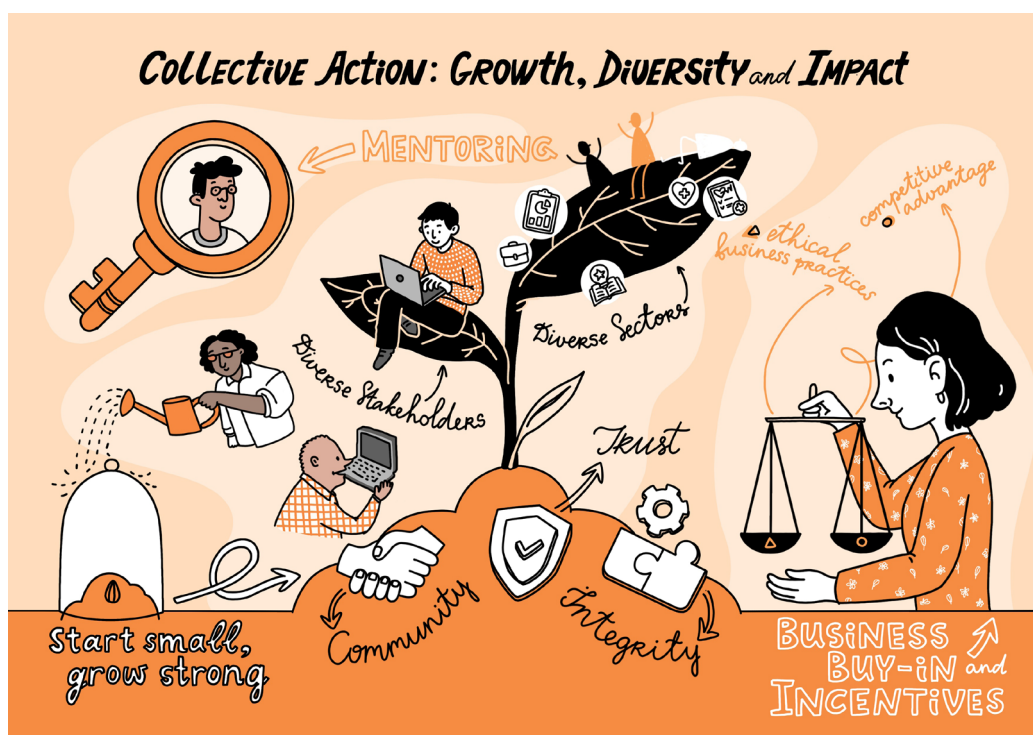 Collective Action: Growth, Diversity and Impact
Mentoring
competitive
advantage
ethical
business practices
Diverse Sectors
Diverse Stakeholders
Trust
Community
Integrity
Start small,
grow strong
Business
Buy-in and
Incentives